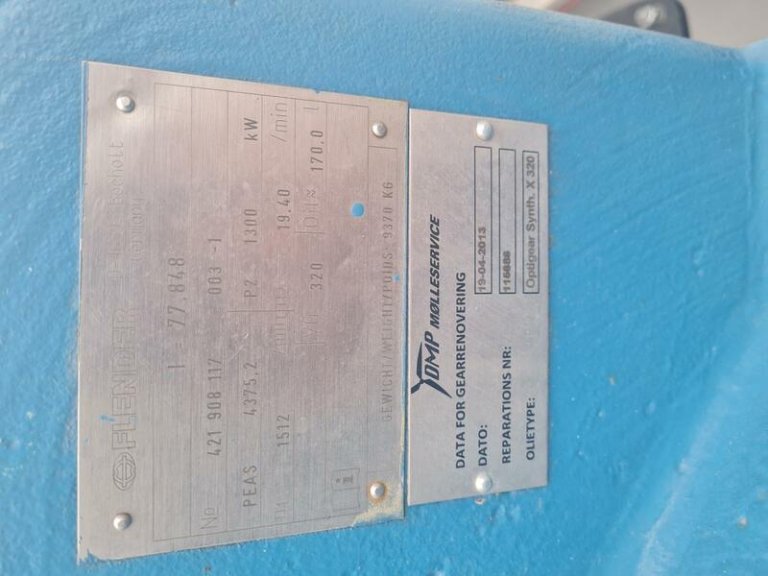 FLENDER Bocholt
I 77 848
No 421 908 117 003 -1
PEAS 4375.2 P2 1300 kW
1512 19.40 /min
320 Oil ≈ 170.0 l
GEWICHT/WEIGHT/POIDS: 9370 KG
DMP MØLLESERVICE
DATA FOR GEARRENOVERING
DATO: 19-04-2013
REPARATIONS NR: 116686
OLIETYPE: Optigear Synth. X 320